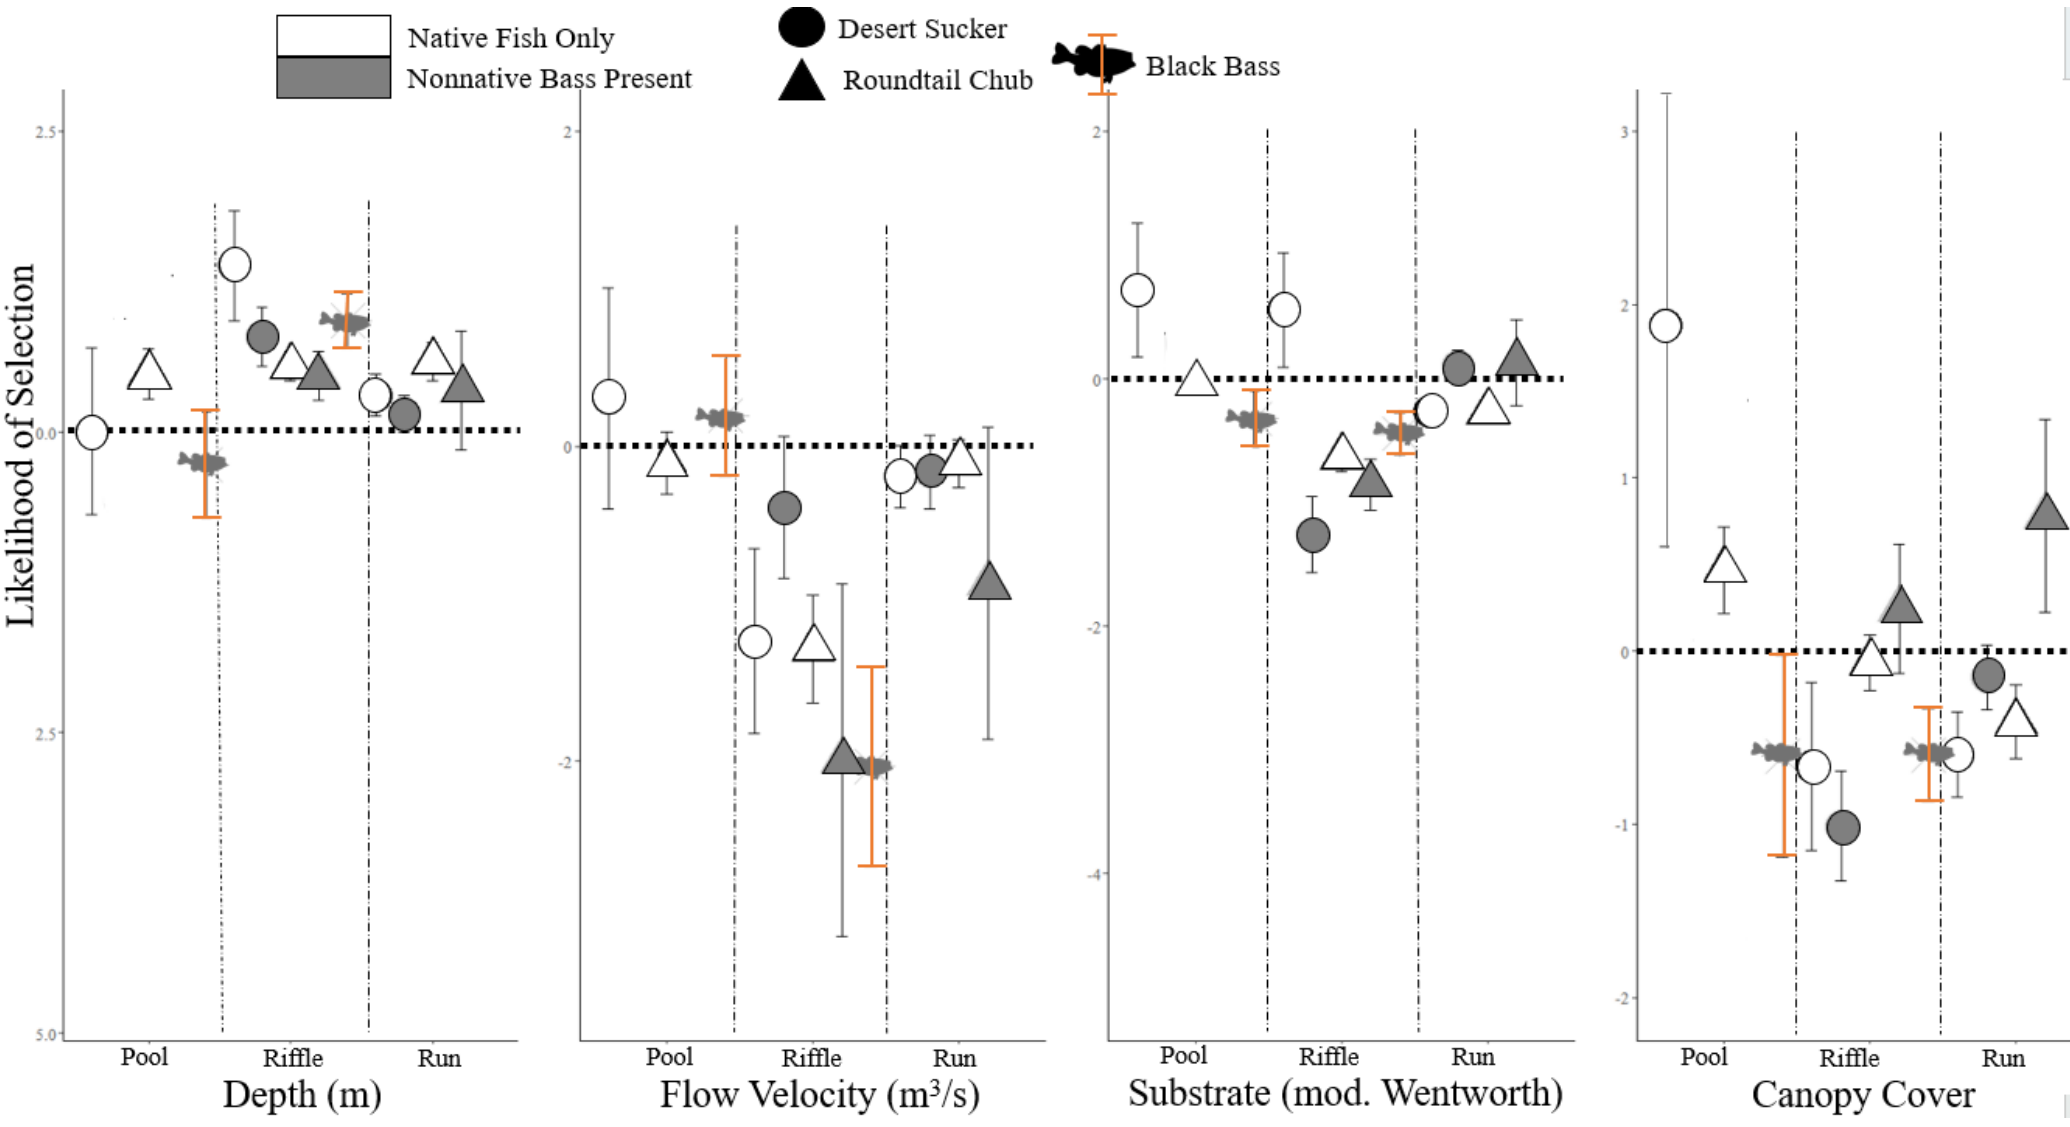 Native Fish Only
Nonnative Bass Present
Desert Sucker
Roundtail Chub
Black Bass
Likelihood of Selection
2.5
0.0
2.5
5.0
Pool Riffle Run
Depth (m)
2
0
-2
Pool Riffle Run
Flow Velocity (m³/s)
2
0
-2
-4
Pool Riffle Run
Substrate (mod. Wentworth)
3
2
1
0
-1
-2
Pool Riffle Run
Canopy Cover